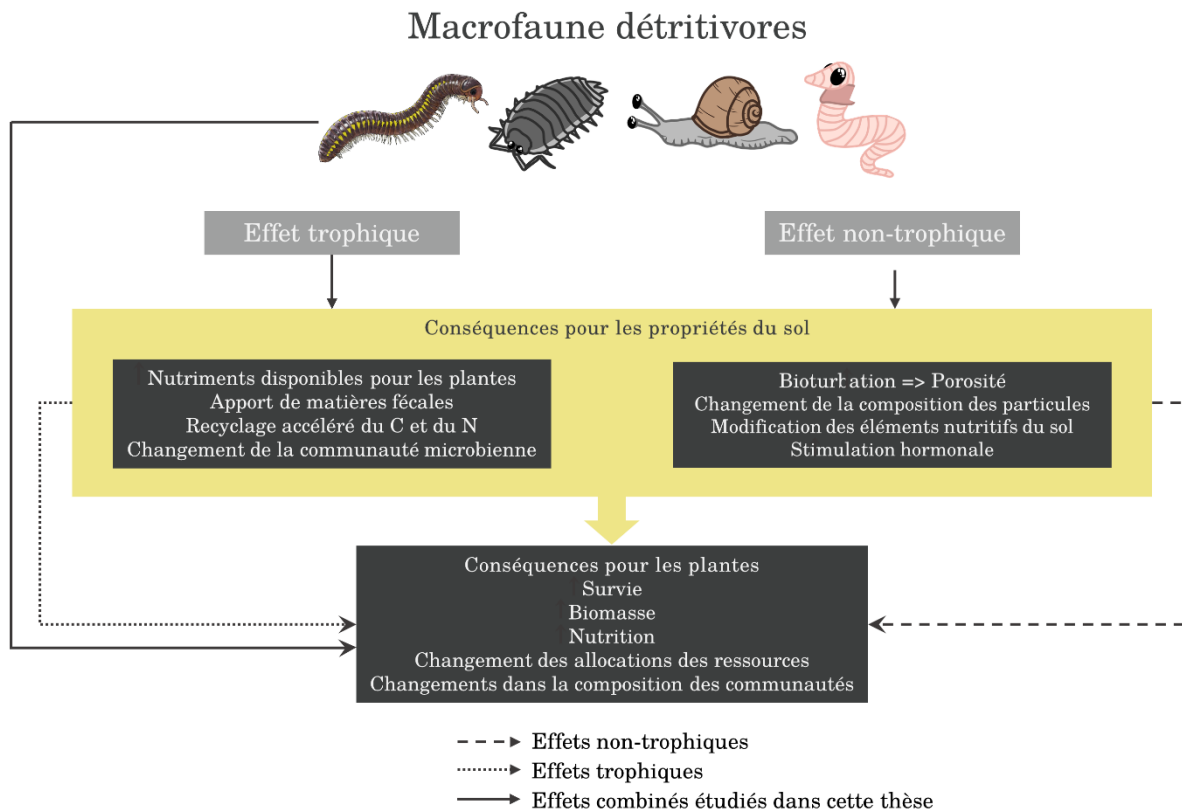 Macrofaune détritivores
Effet trophique
Effet non-trophique
Conséquences pour les propriétés du sol
Nutriments disponibles pour les plantes
Apport de matières fécales
Recyclage accéléré du C et du N
Changement de la communauté microbienne
Bioturbation => Porosité
Changement de la composition des particules
Modification des éléments nutritifs du sol
Stimulation hormonale
Conséquences pour les plantes
Survie
Biomasse
Nutrition
Changement des allocations des ressources
Changements dans la composition des communautés
Effets non-trophiques
Effets trophiques
Effets combinés étudiés dans cette thèse